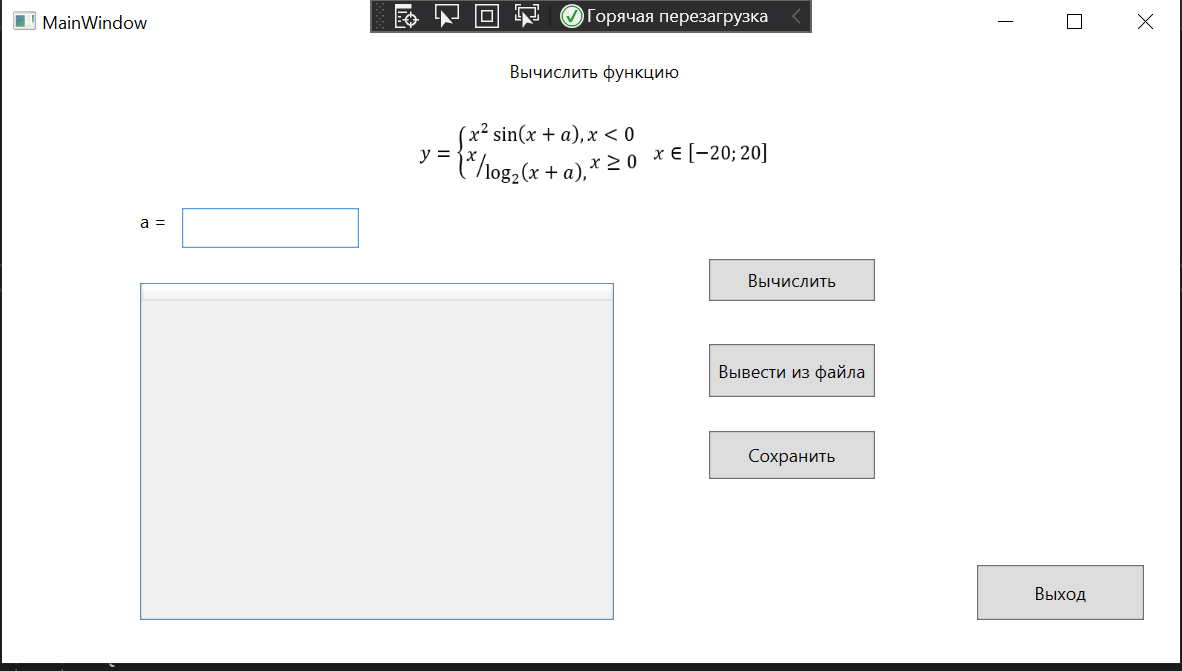 MainWindow
Горячая перезагрузка
Вычислить функцию
y = { x² sin(x + a), x < 0
x/log₂(x + a), x ≥ 0
x ∈ [−20; 20]
a =
Вычислить
Вывести из файла
Сохранить
Выход